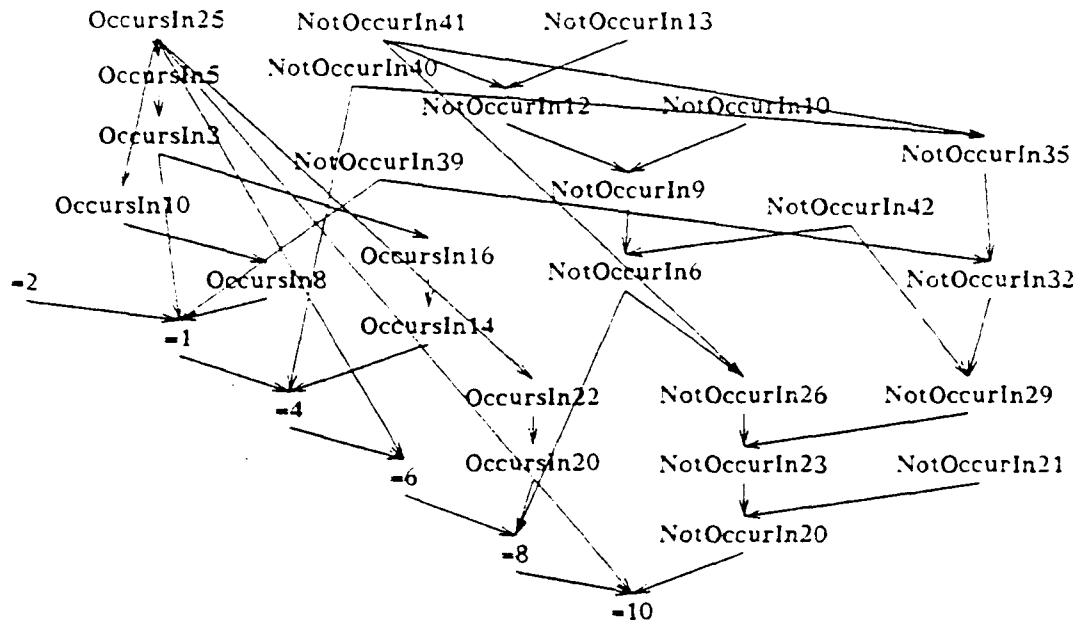 OccursIn25
NotOccurIn41
NotOccurIn13
OccursIn5
NotOccurIn40
NotOccurIn12
NotOccurIn10
OccursIn3
NotOccurIn35
NotOccurIn39
NotOccurIn9
OccursIn10
NotOccurIn42
OccursIn16
NotOccurIn6
NotOccurIn32
=2
OccursIn8
OccursIn14
=1
OccursIn22
NotOccurIn26
NotOccurIn29
=4
OccursIn20
NotOccurIn23
NotOccurIn21
=6
NotOccurIn20
=8
=10